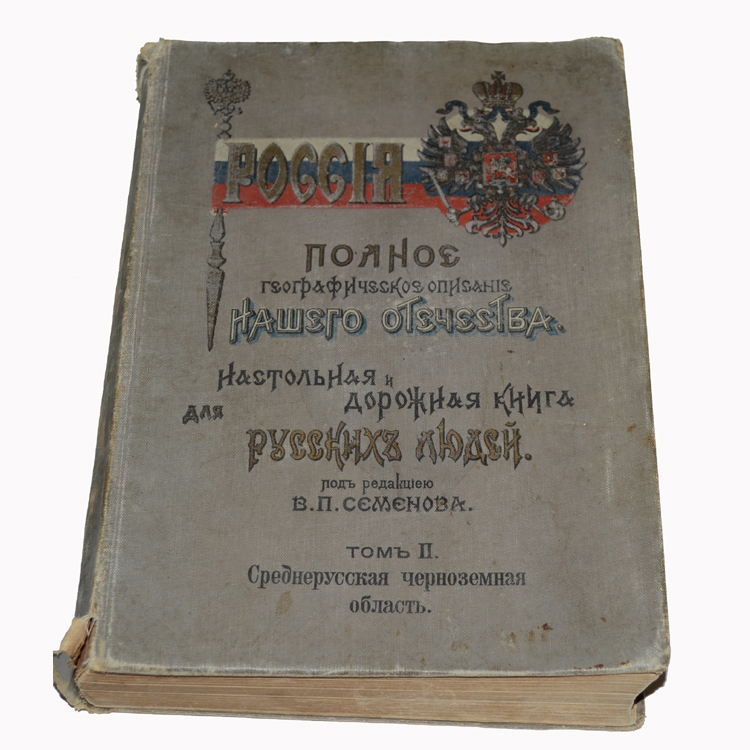 РОССІЯ
ПОЛНОЕ
ГЕОГРАФИЧЕСКОЕ ОПИСАНІЕ
НАШЕГО ОТЕЧЕСТВА.
НАСТОЛЬНАЯ И
ДОРОЖНАЯ КНИГА
ДЛЯ
РУССКИХЪ ЛЮДЕЙ.
ПОДЪ РЕДАКЦІЕЮ
В.П. СЕМЕНОВА.
ТОМЪ II.
Среднерусская черноземная
область.